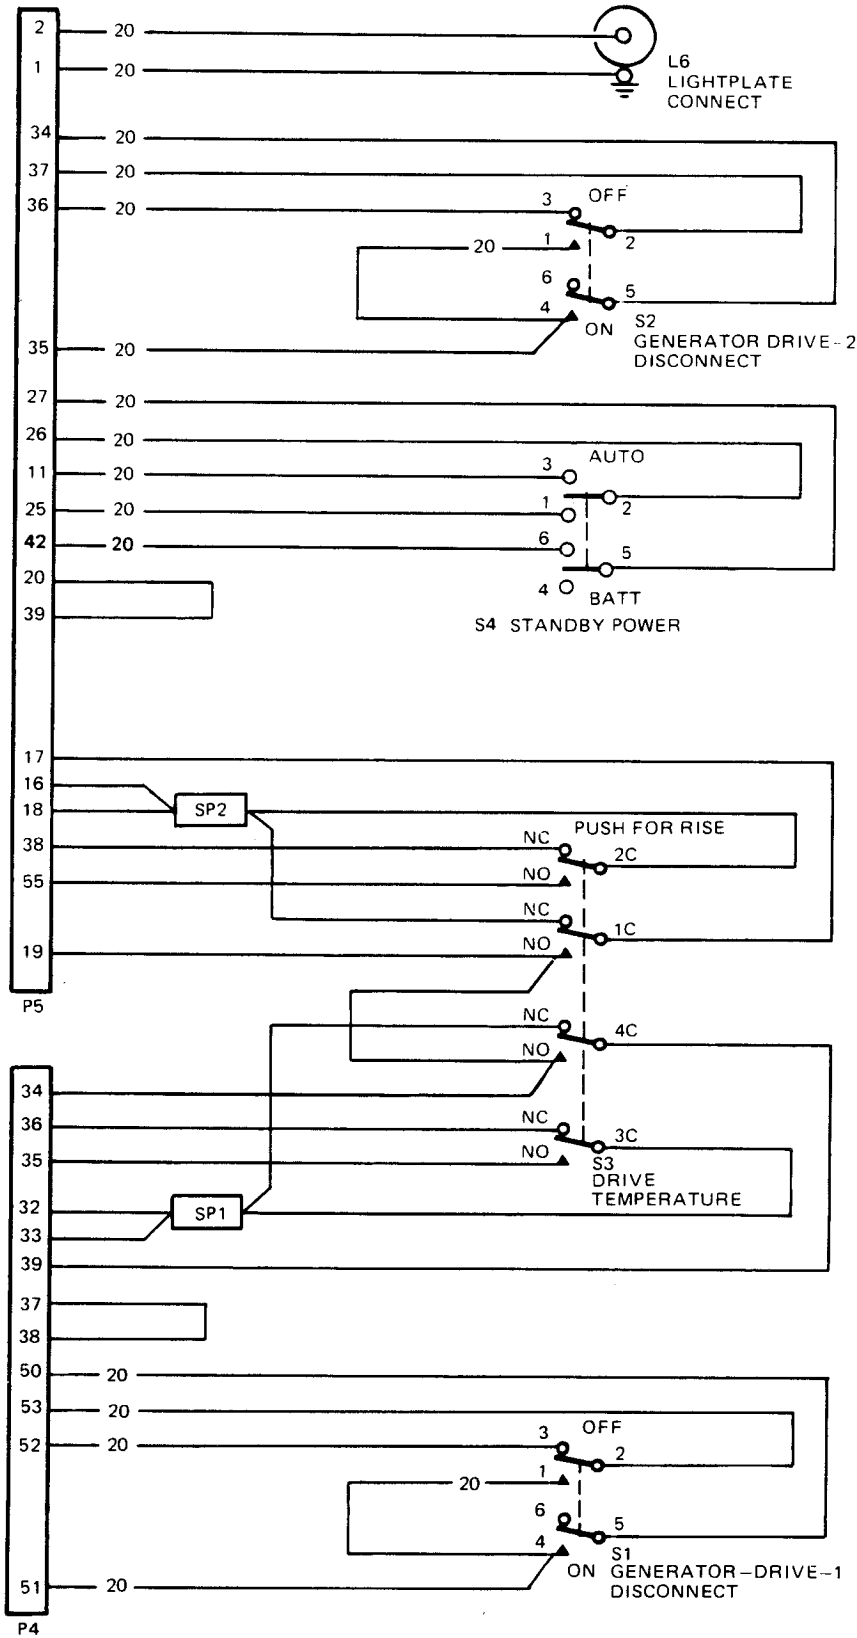 2 20
1 20
L6
LIGHTPLATE
CONNECT
34 20
37 20
36 20 3 OFF
20 1 2
6
4 5
ON S2
GENERATOR DRIVE-2
DISCONNECT
35 20
27 20
26 20
11 20 3 AUTO
25 20 1 2
42 20 6 5
20
4 BATT
39
S4 STANDBY POWER
17
16
18 SP2
PUSH FOR RISE
38 NC 2C
55 NO
NC 1C
19 NO
P5
NC 4C
NO
34
36 NC 3C
35 NO
S3
DRIVE
TEMPERATURE
32 SP1
33
39
37
38
50 20
53 20
OFF
52 20 3 2
20 1
6 5
4
ON S1
GENERATOR-DRIVE-1
DISCONNECT
51 20
P4